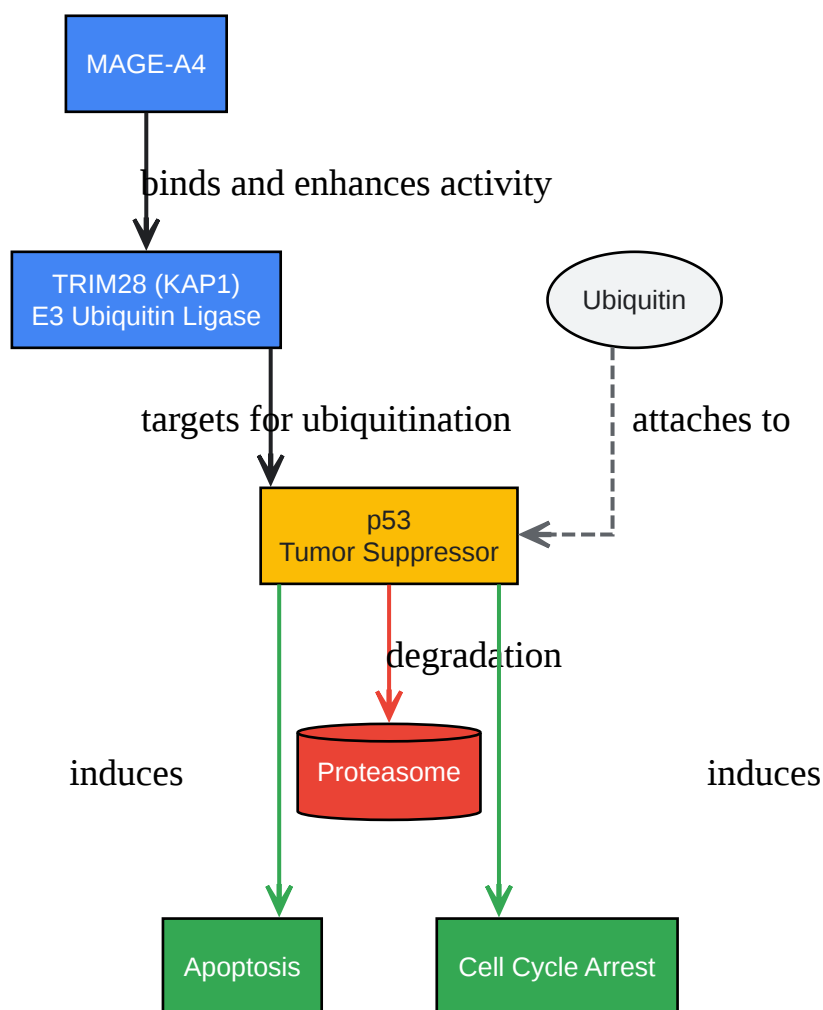 MAGE-A4
binds and enhances activity
TRIM28 (KAP1)
E3 Ubiquitin Ligase
Ubiquitin
targets for ubiquitination
attaches to
p53
Tumor Suppressor
degradation
induces
Proteasome
induces
Apoptosis
Cell Cycle Arrest